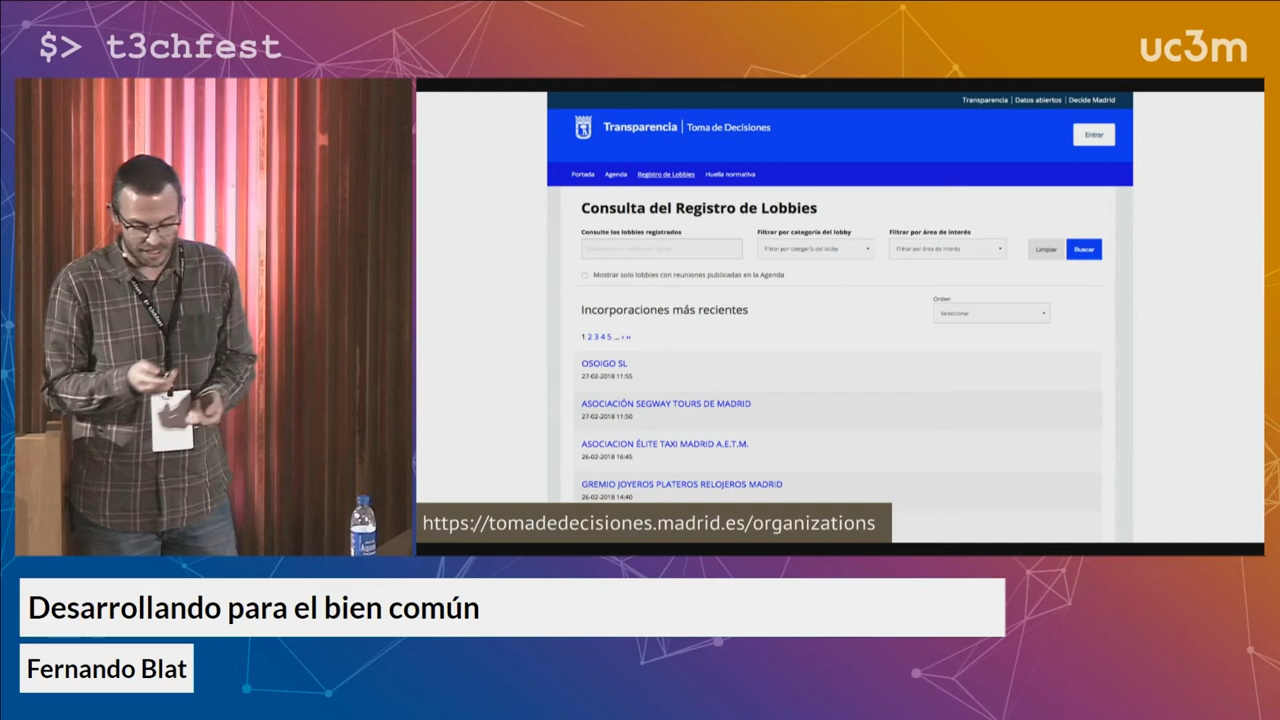 $> t3chfest
uc3m
Transparencia | Datos abiertos | Decide Madrid
Transparencia | Toma de Decisiones
Entrar
Portada Agenda Registro de Lobbies Huella normativa
Consulta del Registro de Lobbies
Consulte los lobbies registrados Filtrar por categoría del lobby Filtrar por área de interés
Filtrar por categoría del lobby Filtrar por área de interés Limpiar Buscar
Mostrar solo lobbies con reuniones publicadas en la Agenda
Incorporaciones más recientes
Orden
Seleccionar
1 2 3 4 5 ... › »
OSOIGO SL
27-02-2018 11:55
ASOCIACIÓN SEGWAY TOURS DE MADRID
27-02-2018 11:50
ASOCIACION ÉLITE TAXI MADRID A.E.T.M.
26-02-2018 16:45
GREMIO JOYEROS PLATEROS RELOJEROS MADRID
26-02-2018 14:40
https://tomadedecisiones.madrid.es/organizations
Desarrollando para el bien común
Fernando Blat